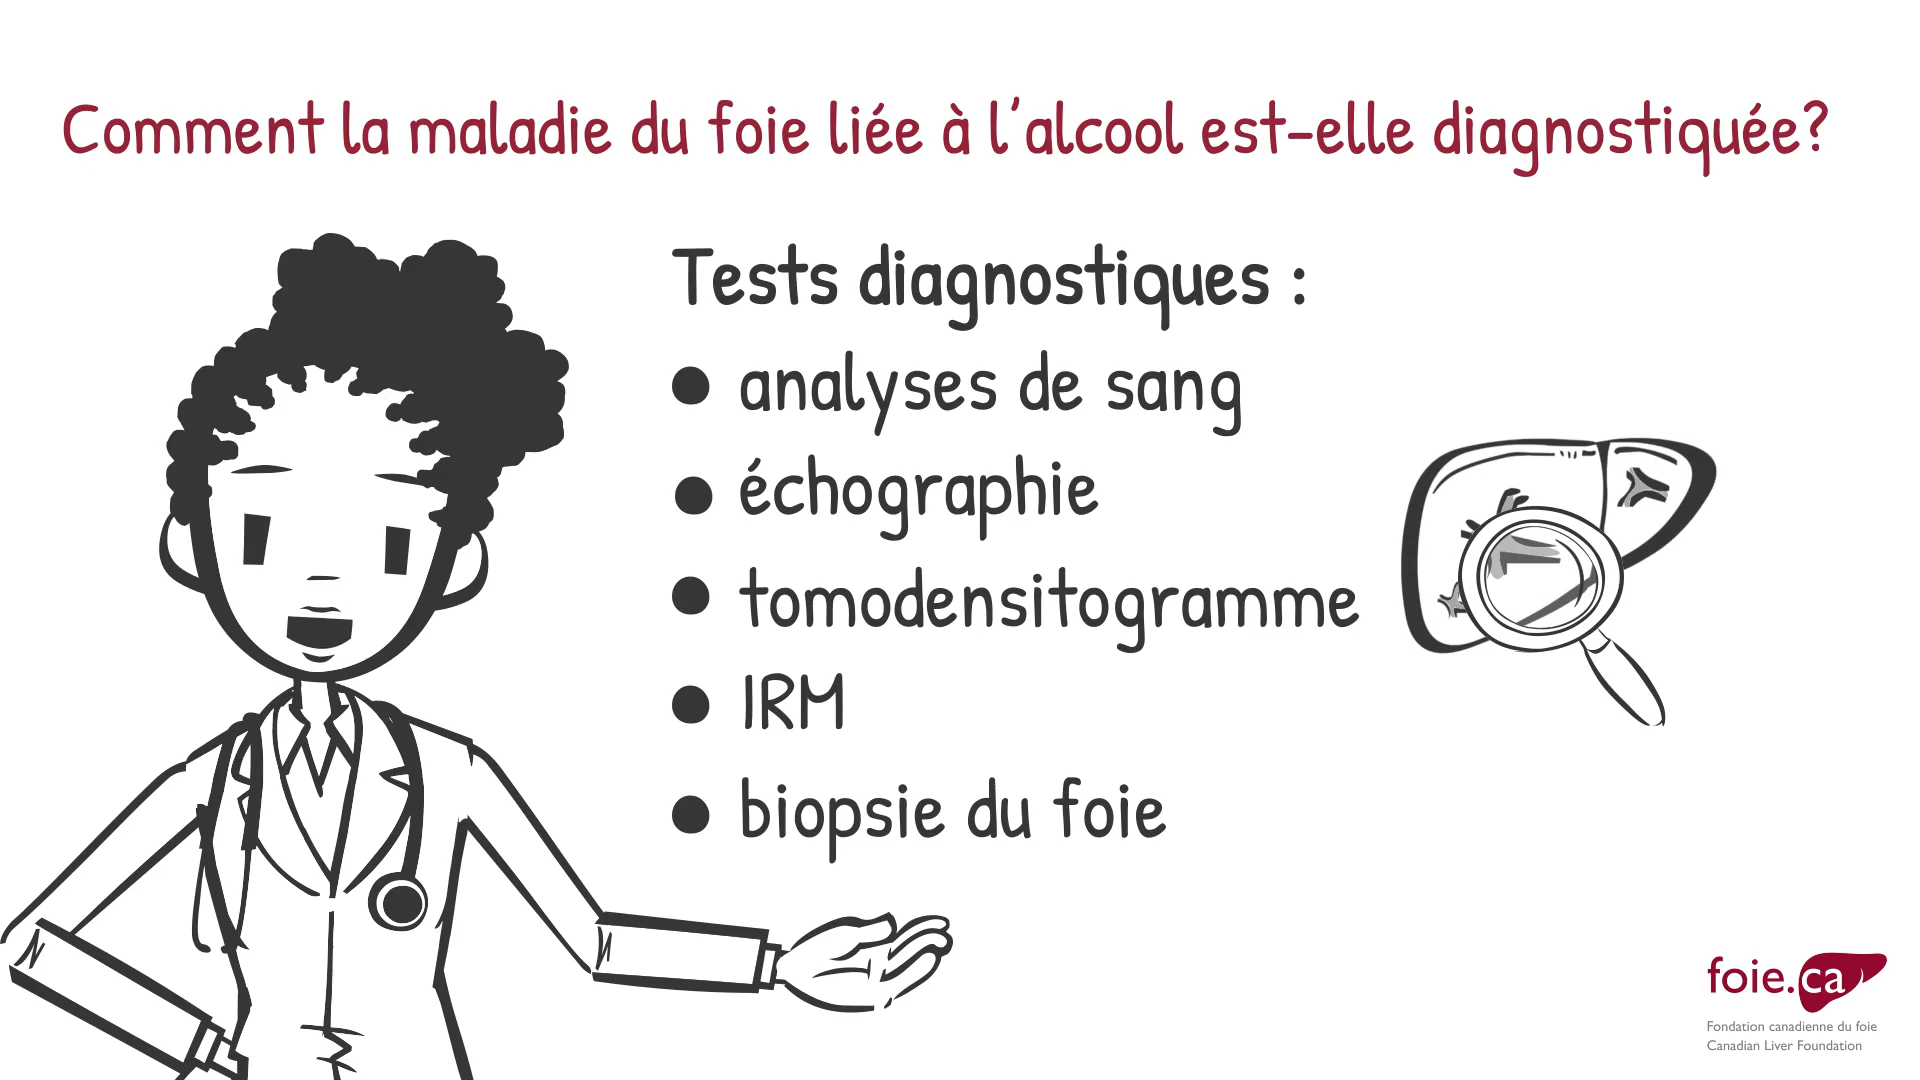 Comment la maladie du foie liée à l'alcool est-elle diagnostiquée?
Tests diagnostiques :
● analyses de sang
● échographie
● tomodensitogramme
● IRM
● biopsie du foie
foie.ca
Fondation canadienne du foie
Canadian Liver Foundation